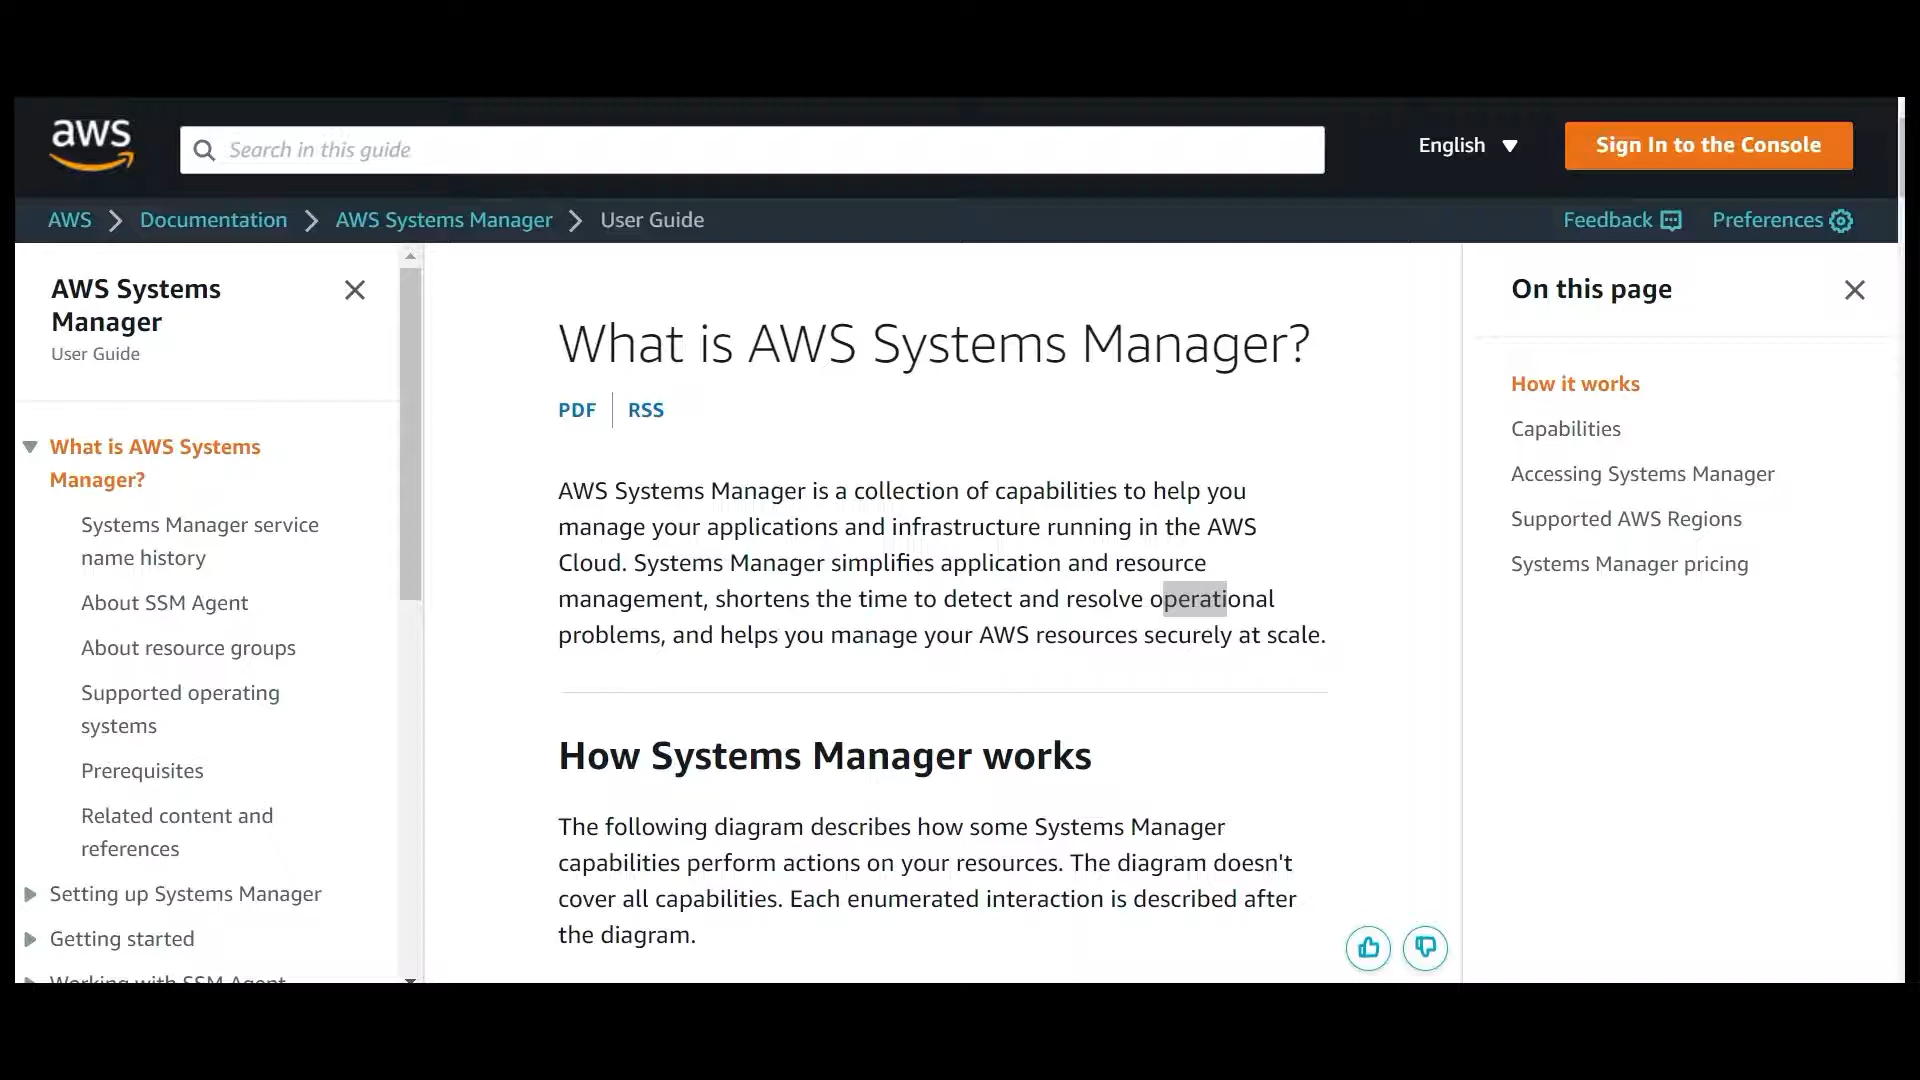 aws
Search in this guide
English
Sign In to the Console
AWS
Documentation
AWS Systems Manager
User Guide
Feedback
Preferences
AWS Systems
Manager
User Guide
What is AWS Systems
Manager?
Systems Manager service
name history
About SSM Agent
About resource groups
Supported operating
systems
Prerequisites
Related content and
references
Setting up Systems Manager
Getting started
Working with SSM Agent
What is AWS Systems Manager?
PDF
RSS
AWS Systems Manager is a collection of capabilities to help you
manage your applications and infrastructure running in the AWS
Cloud. Systems Manager simplifies application and resource
management, shortens the time to detect and resolve operational
problems, and helps you manage your AWS resources securely at scale.
How Systems Manager works
The following diagram describes how some Systems Manager
capabilities perform actions on your resources. The diagram doesn't
cover all capabilities. Each enumerated interaction is described after
the diagram.
On this page
How it works
Capabilities
Accessing Systems Manager
Supported AWS Regions
Systems Manager pricing